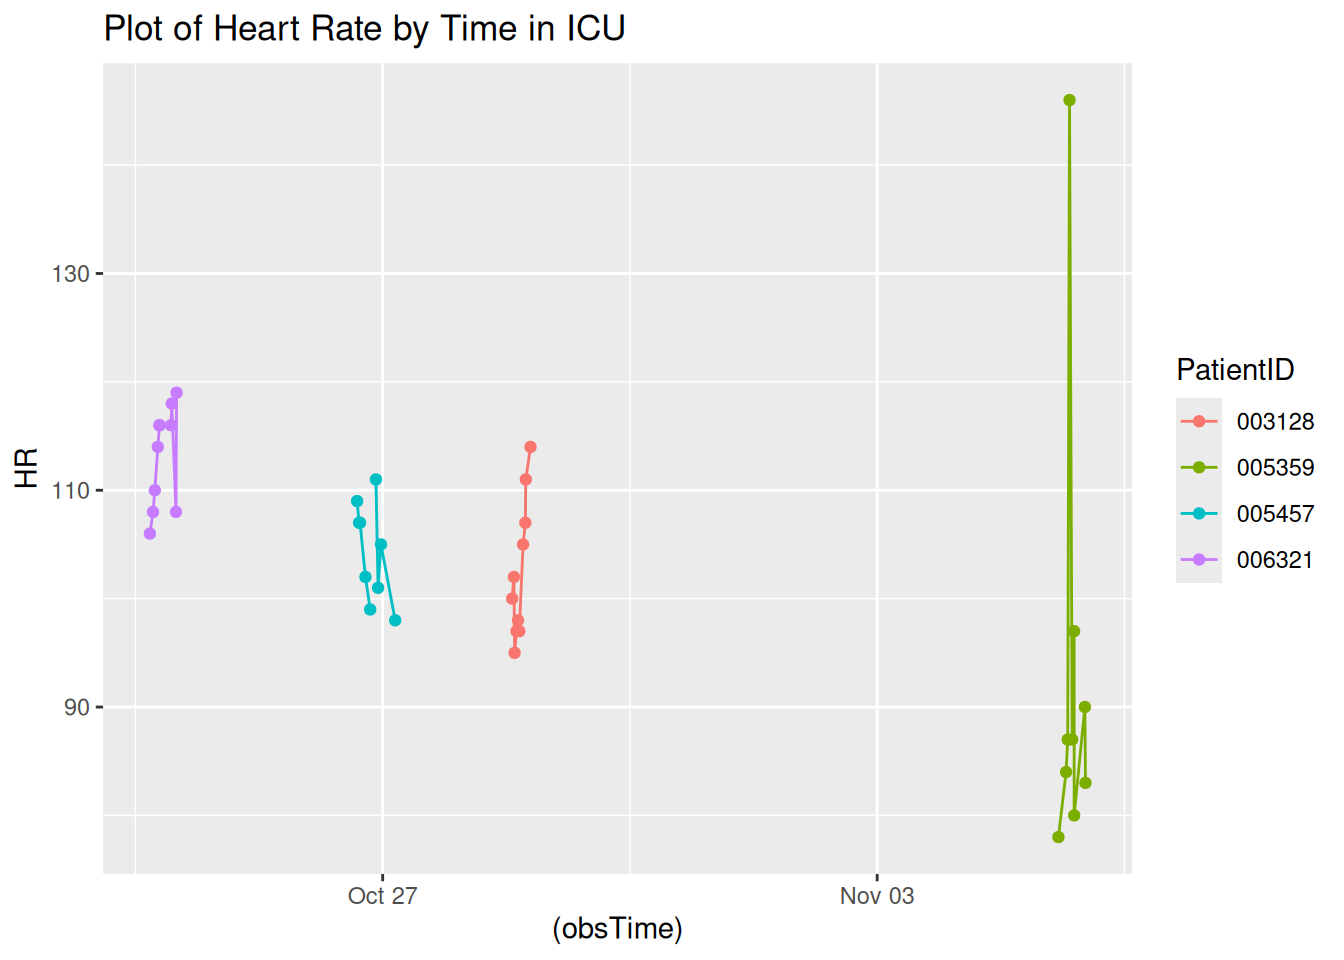 Plot of Heart Rate by Time in ICU
130
110
90
HR
Oct 27
Nov 03
(obsTime)
PatientID
003128
005359
005457
006321